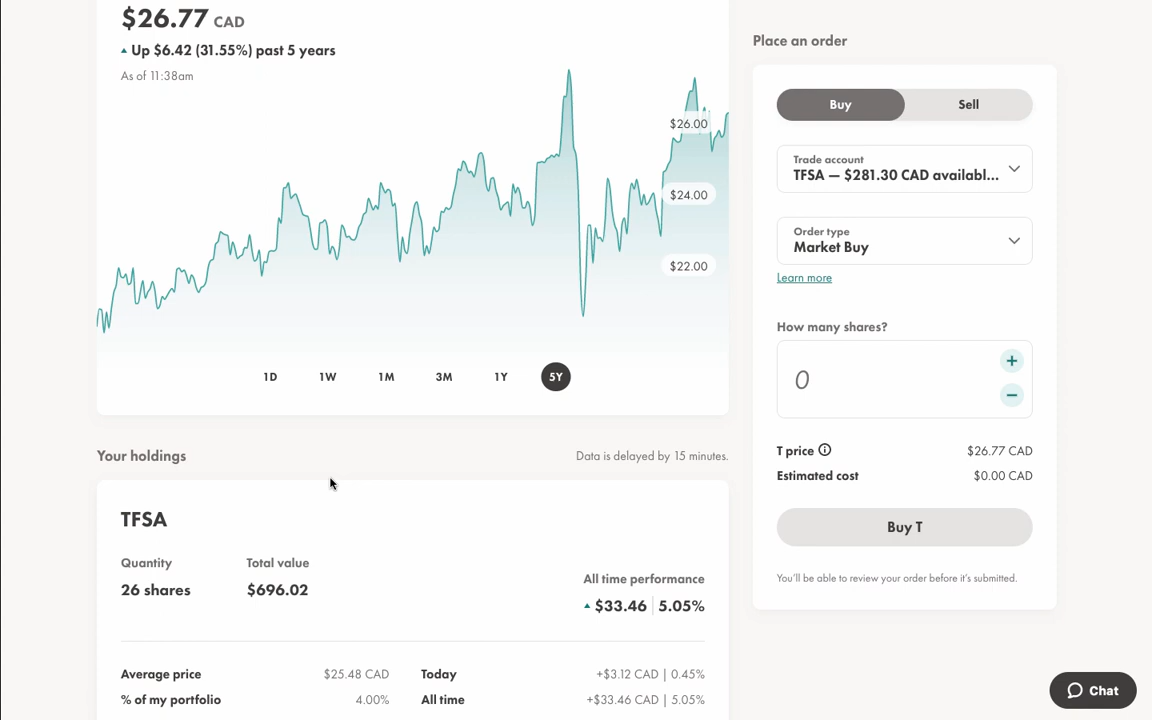 $26.77 CAD
Up $6.42 (31.55%) past 5 years
As of 11:38am
$26.00
$24.00
$22.00
1D 1W 1M 3M 1Y 5Y
Your holdings
Data is delayed by 15 minutes.
TFSA
Quantity
26 shares
Total value
$696.02
All time performance
$33.46 5.05%
Average price $25.48 CAD
Today +$3.12 CAD | 0.45%
% of my portfolio 4.00%
All time +$33.46 CAD | 5.05%
Place an order
Buy Sell
Trade account
TFSA — $281.30 CAD availabl...
Order type
Market Buy
Learn more
How many shares?
0
+
−
T price $26.77 CAD
Estimated cost $0.00 CAD
Buy T
You'll be able to review your order before it's submitted.
Chat